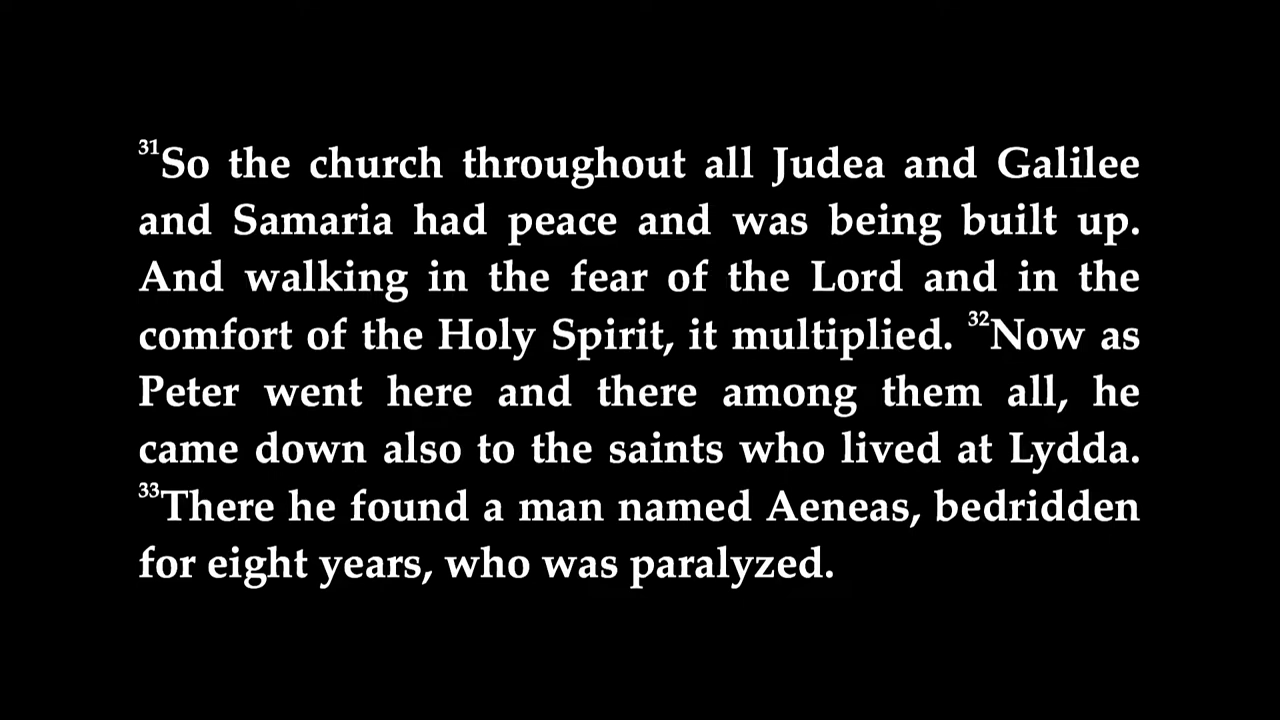 31So the church throughout all Judea and Galilee
and Samaria had peace and was being built up.
And walking in the fear of the Lord and in the
comfort of the Holy Spirit, it multiplied. 32Now as
Peter went here and there among them all, he
came down also to the saints who lived at Lydda.
33There he found a man named Aeneas, bedridden
for eight years, who was paralyzed.